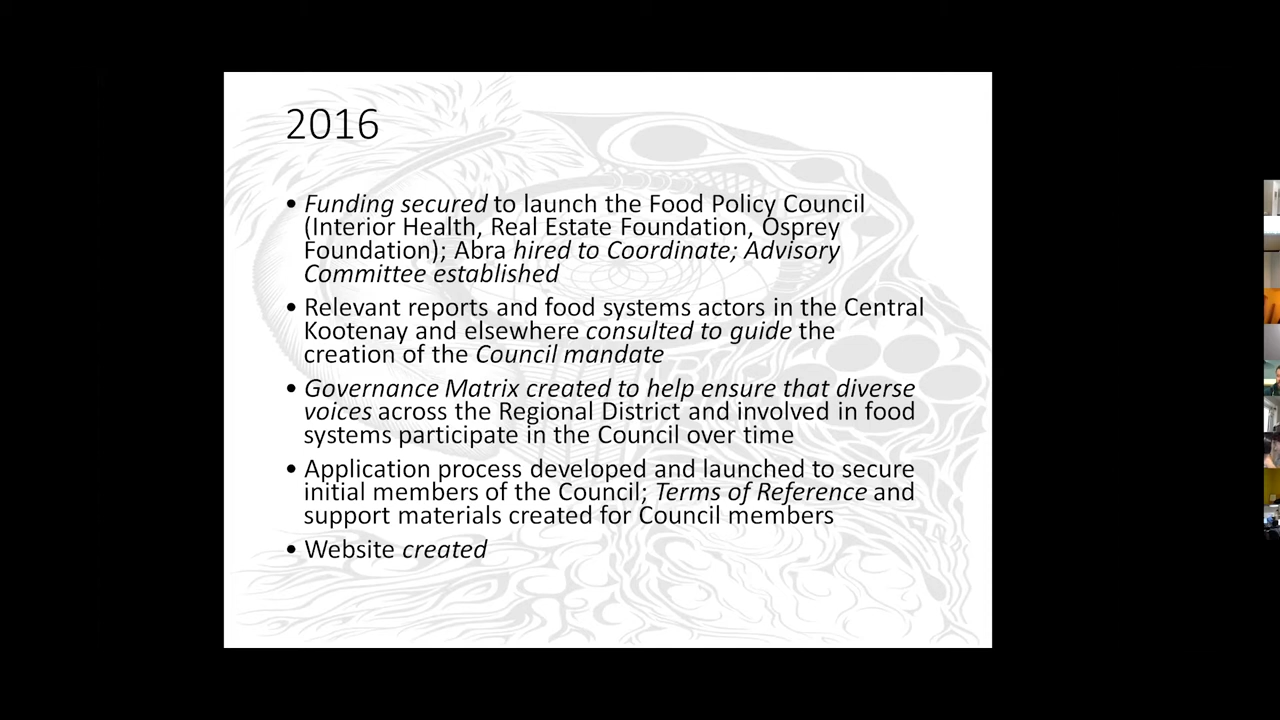 2016
• Funding secured to launch the Food Policy Council
(Interior Health, Real Estate Foundation, Osprey
Foundation); Abra hired to Coordinate; Advisory
Committee established
• Relevant reports and food systems actors in the Central
Kootenay and elsewhere consulted to guide the
creation of the Council mandate
• Governance Matrix created to help ensure that diverse
voices across the Regional District and involved in food
systems participate in the Council over time
• Application process developed and launched to secure
initial members of the Council; Terms of Reference and
support materials created for Council members
• Website created